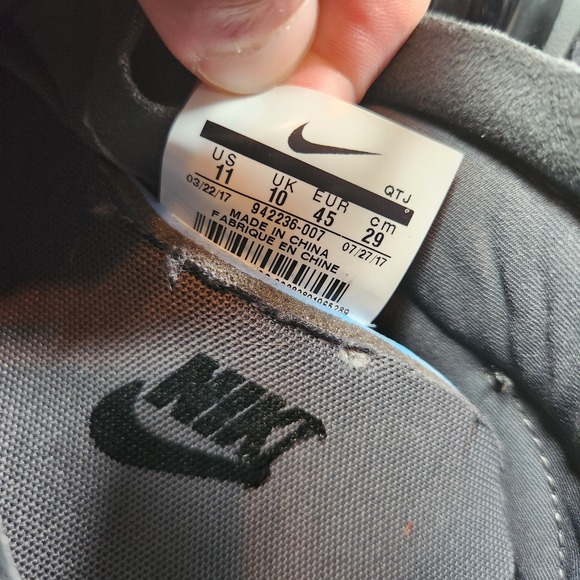 QTJ
US UK EUR cm
11 10 45 29
03/22/17 942236-007 07/27/17
MADE IN CHINA
FABRIQUE EN CHINE
NIKE